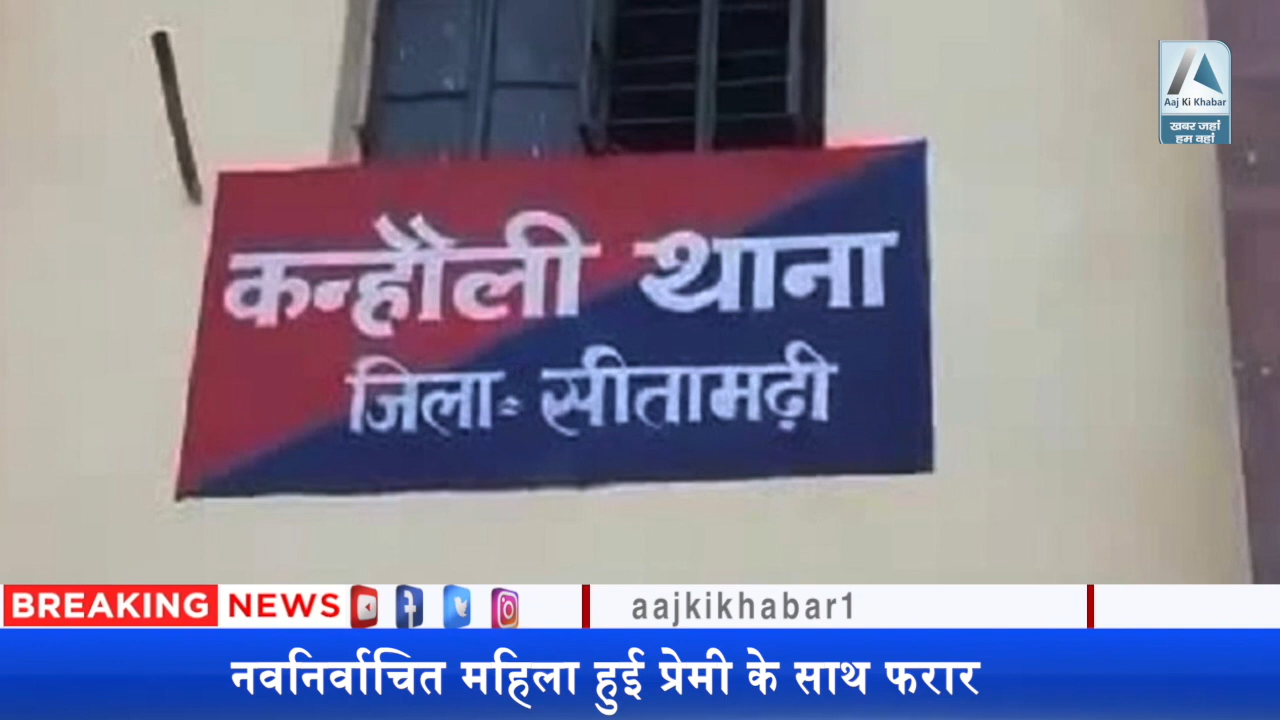 Aaj Ki Khabar
खबर जहां
हम वहां
कन्हौली थाना
जिला- सीतामढ़ी
BREAKING NEWS
aajkikhabar1
नवनिर्वाचित महिला हुई प्रेमी के साथ फरार